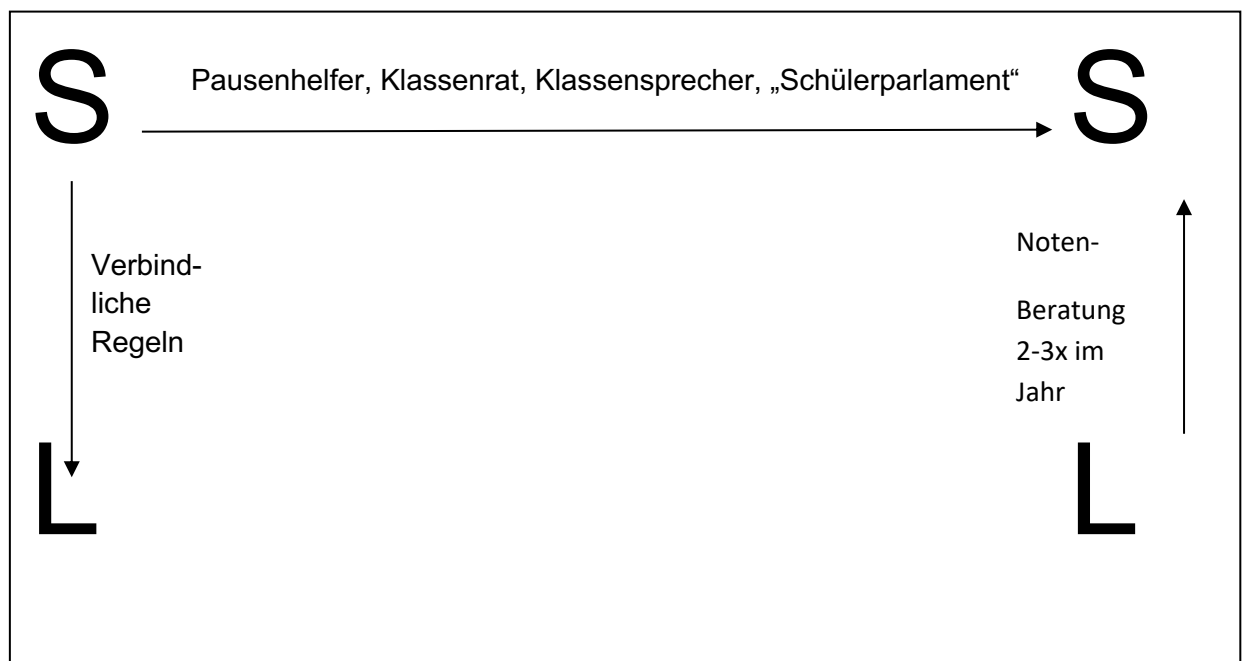 S
Pausenhelfer, Klassenrat, Klassensprecher, „Schülerparlament“
S
Verbind-
liche
Regeln
Noten-
Beratung
2-3x im
Jahr
L
L